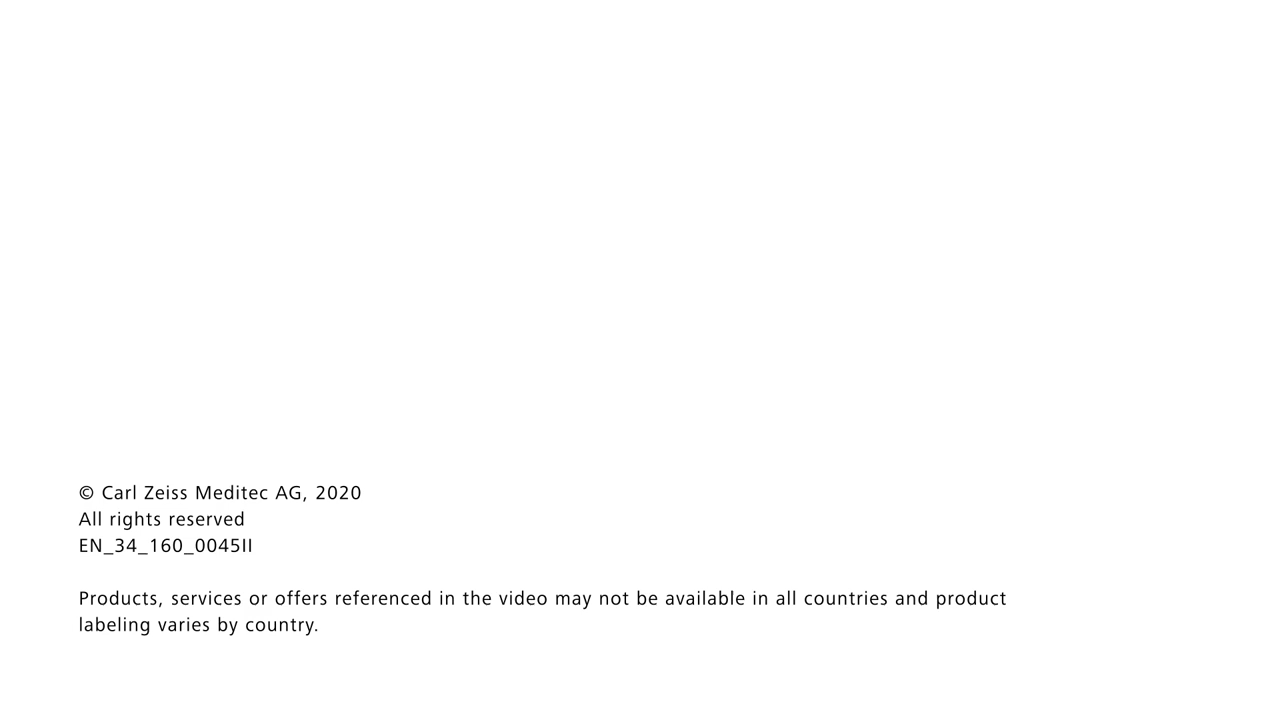 © Carl Zeiss Meditec AG, 2020
All rights reserved
EN_34_160_0045II
Products, services or offers referenced in the video may not be available in all countries and product
labeling varies by country.